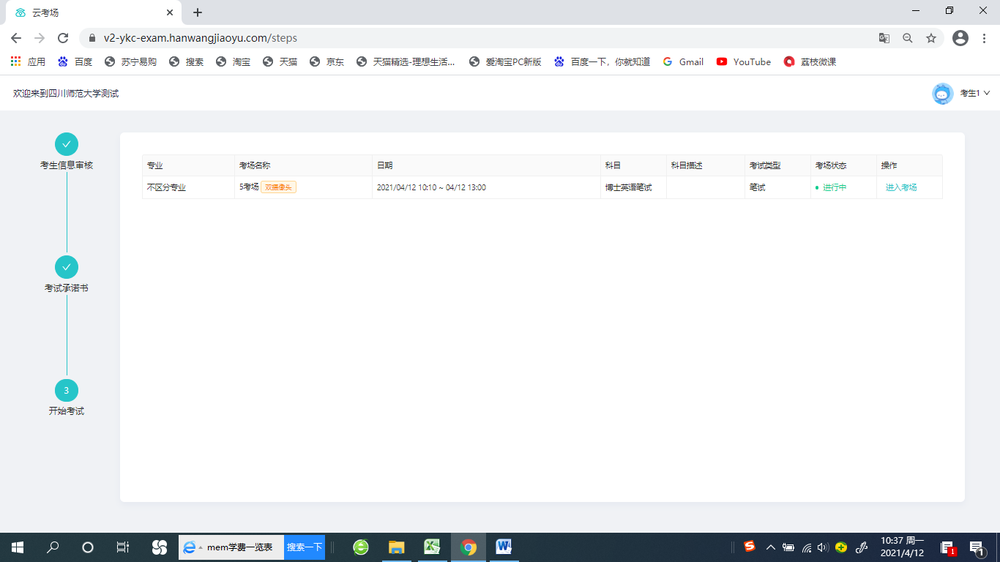 云考场
v2-ykc-exam.hanwangjiaoyu.com/steps
应用 百度 苏宁易购 搜索 淘宝 天猫 京东 天猫精选-理想生活... 爱淘宝PC新版 百度一下，你就知道 Gmail YouTube 荔枝微课
欢迎来到四川师范大学测试 考生1
考生信息审核
考试承诺书
3
开始考试
专业 考场名称 日期 科目 科目描述 考试类型 考场状态 操作
不区分专业 5考场 双摄像头 2021/04/12 10:10 ~ 04/12 13:00 博士英语笔试 笔试 进行中 进入考场
mem学费一览表 搜索一下
10:37 周一
2021/4/12
1
1